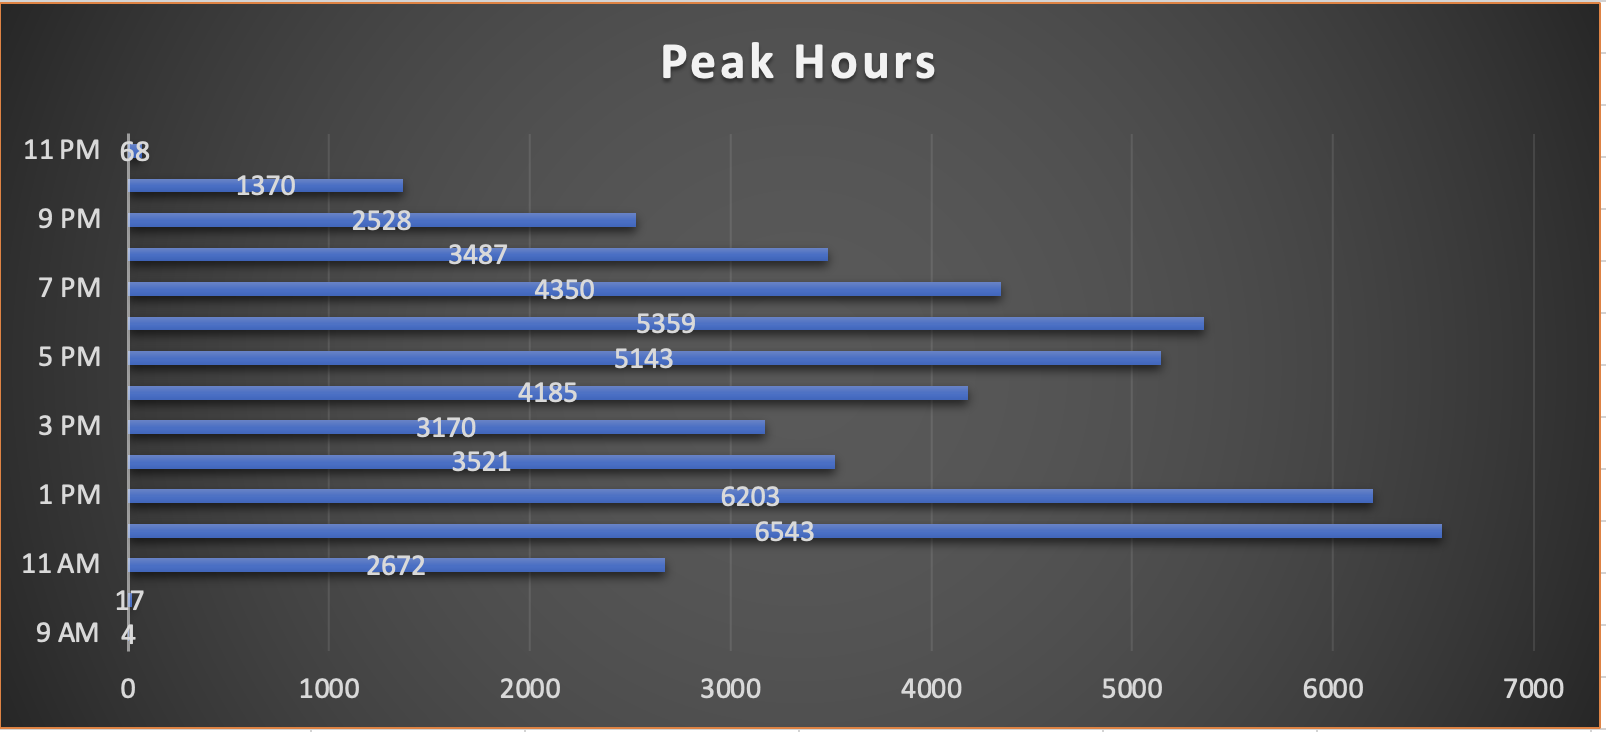 Peak Hours
11 PM 68
1370
9 PM 2528
3487
7 PM 4350
5359
5 PM 5143
4185
3 PM 3170
3521
1 PM 6203
6543
11 AM 2672
17
9 AM 4
0 1000 2000 3000 4000 5000 6000 7000